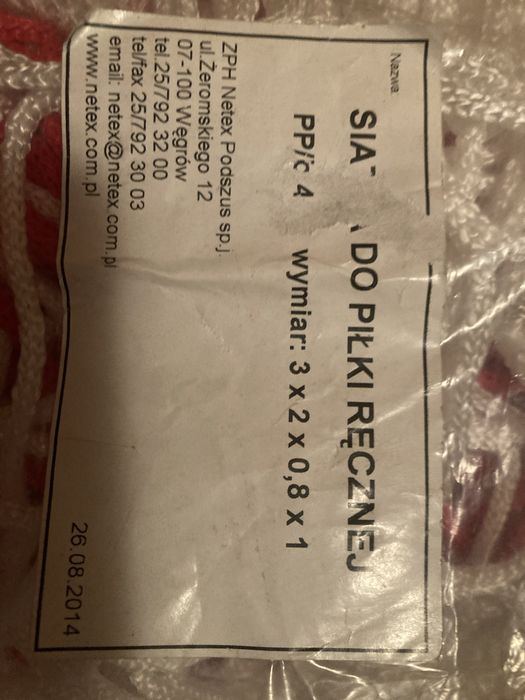 Nazwa:
DO PIŁKI RĘCZNEJ
4 wymiar: 3 x 2 x 0,8 x 1
ZPH Netex Podszus sp.j
ul.Żeromskiego 12
07-100 Węgrów
tel.25/792 32 00
tel/fax 25/792 30 03
email: netex@netex.com.pl
www.netex.com.pl
26.08.2014